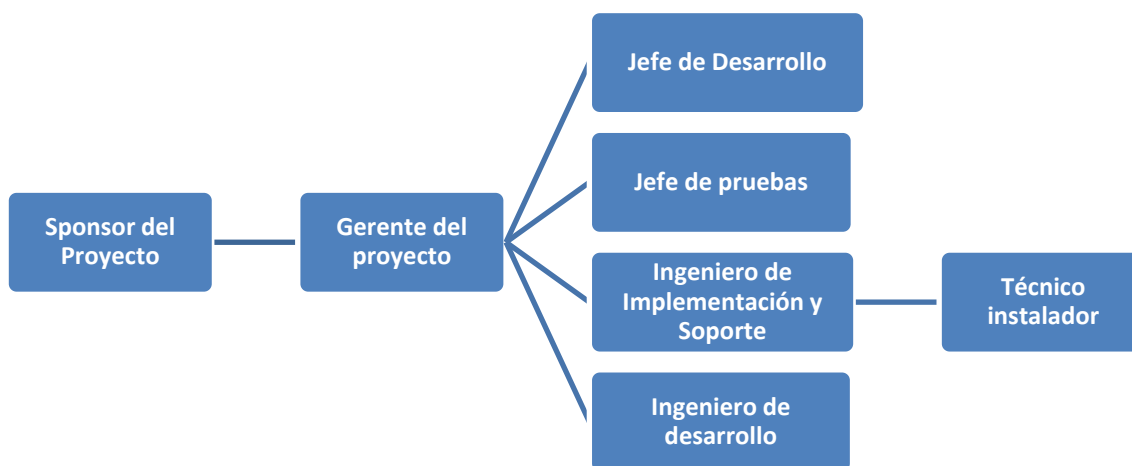 Jefe de Desarrollo
Jefe de pruebas
Sponsor del
Proyecto
Gerente del
proyecto
Ingeniero de
Implementación y
Soporte
Técnico
instalador
Ingeniero de
desarrollo